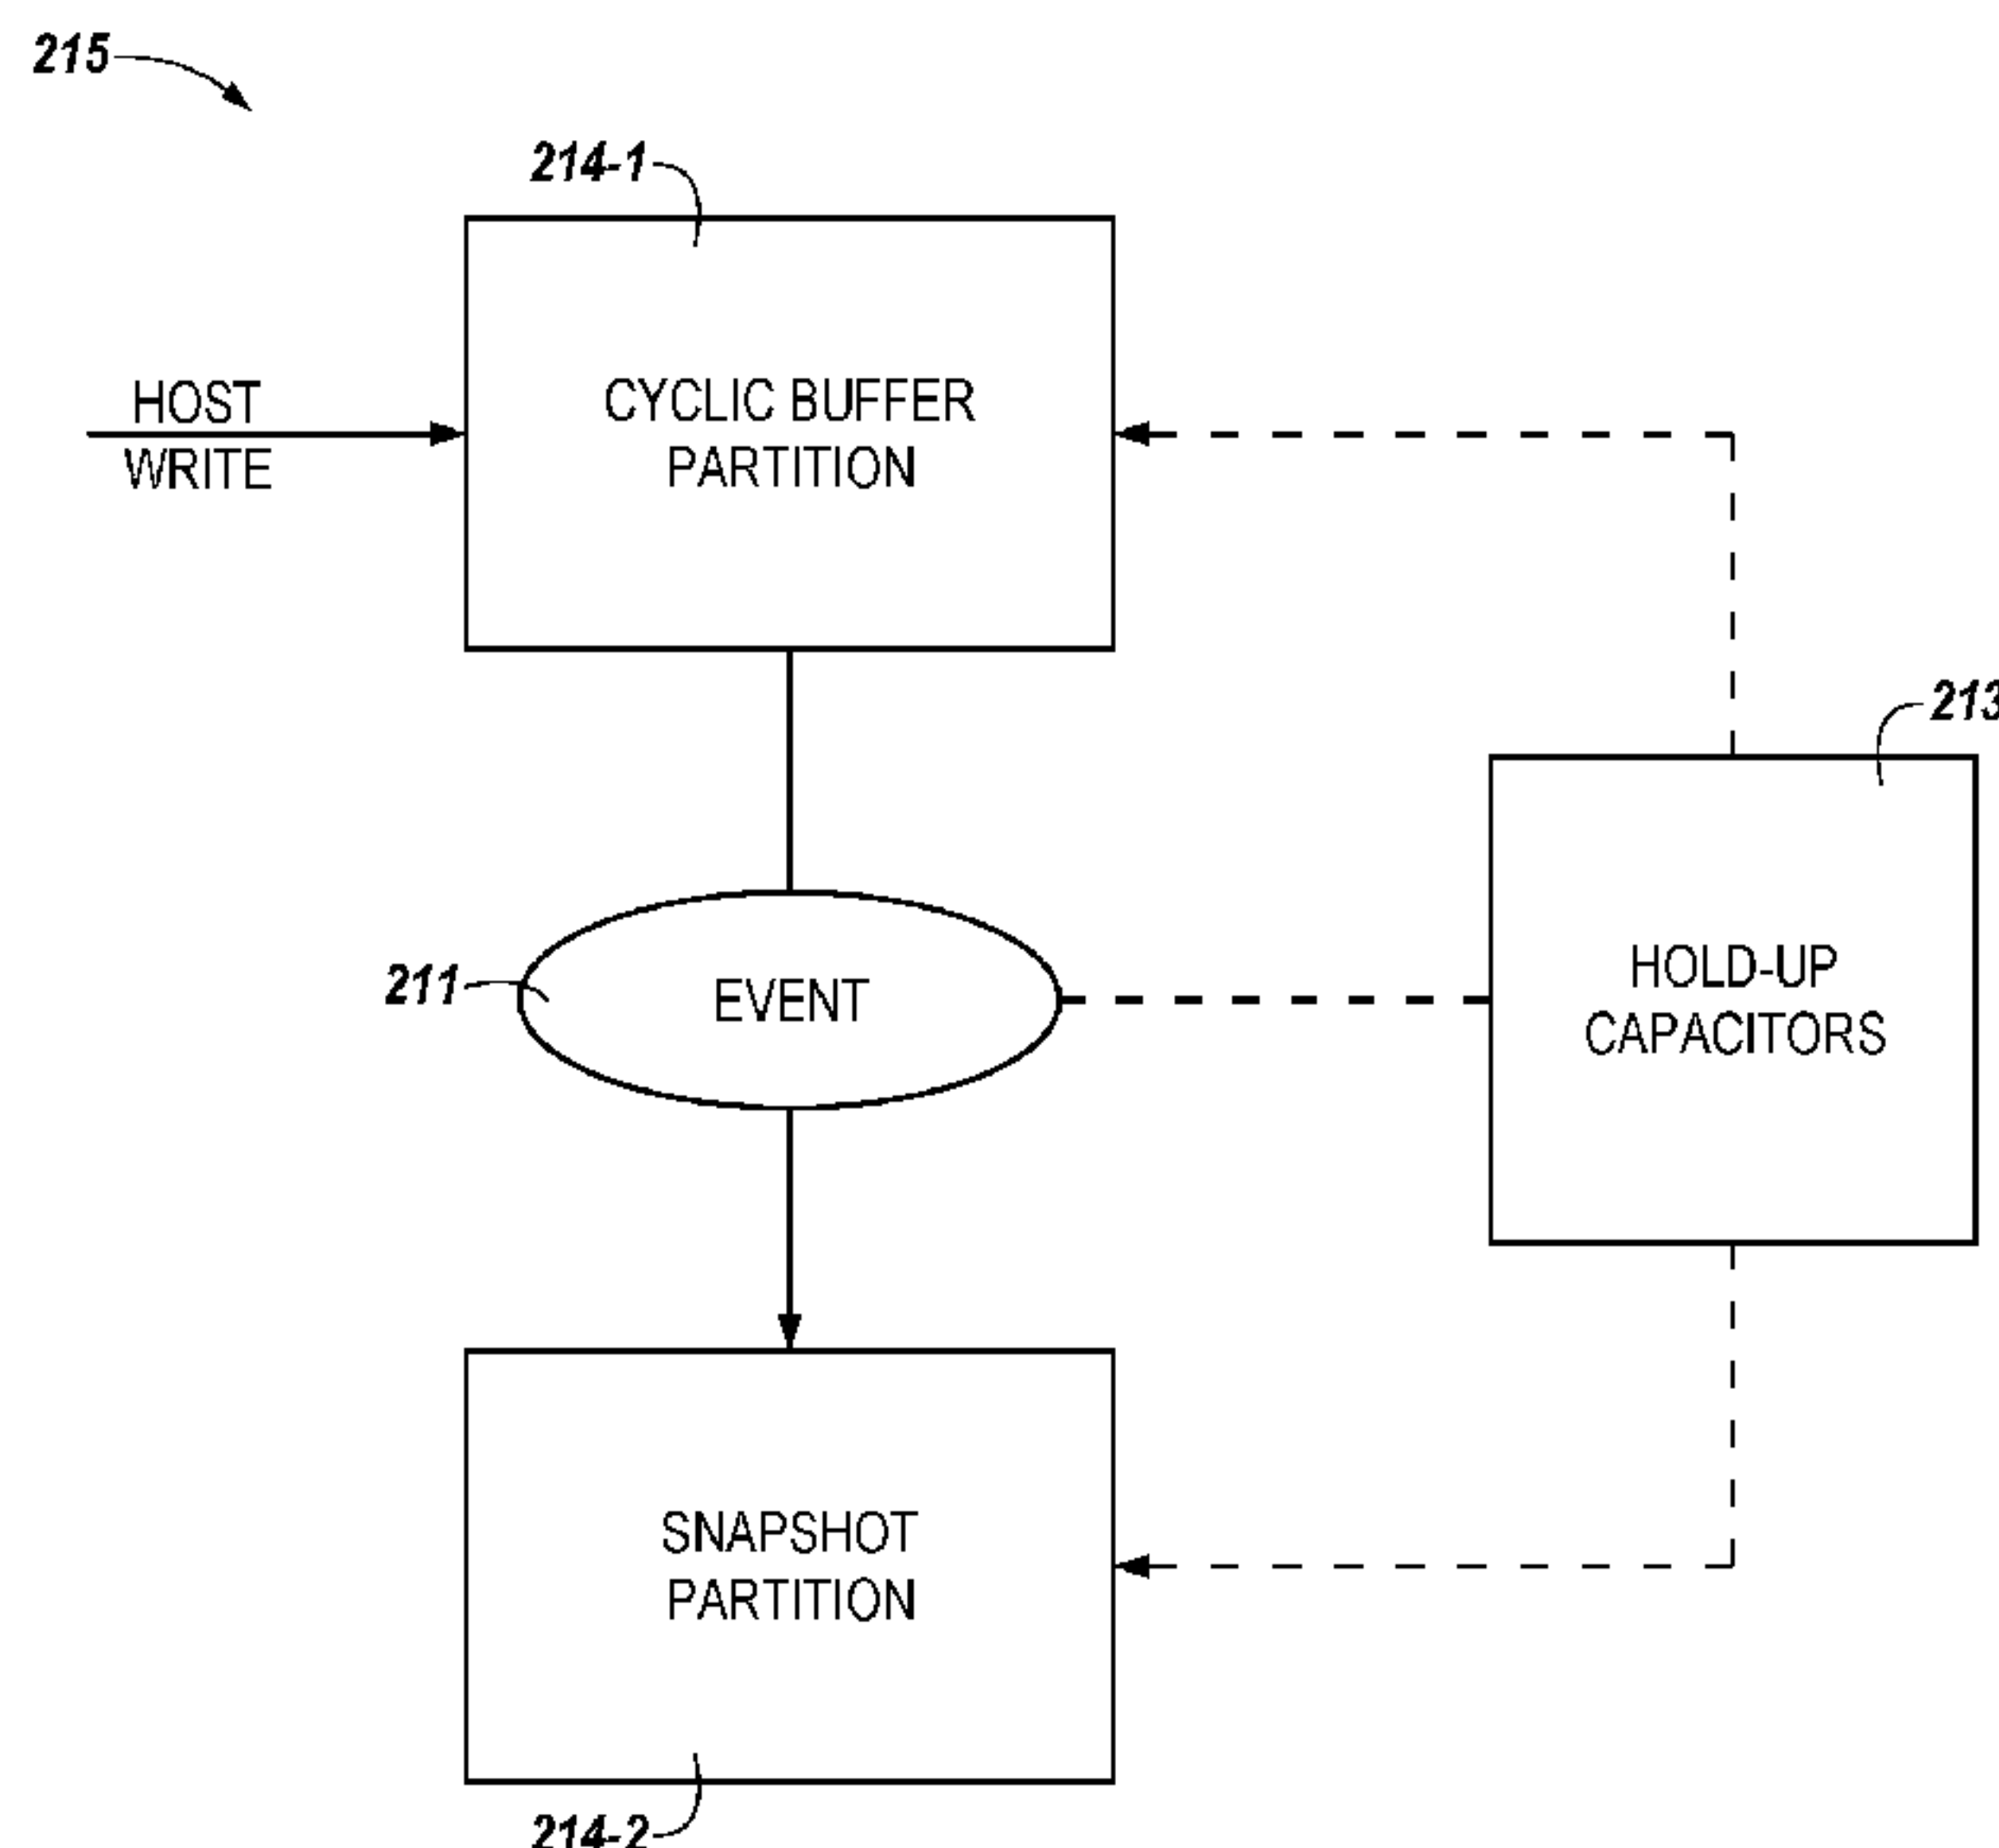 215
214-1
HOST
WRITE
CYCLIC BUFFER
PARTITION
213
211
EVENT
HOLD-UP
CAPACITORS
SNAPSHOT
PARTITION
214-2